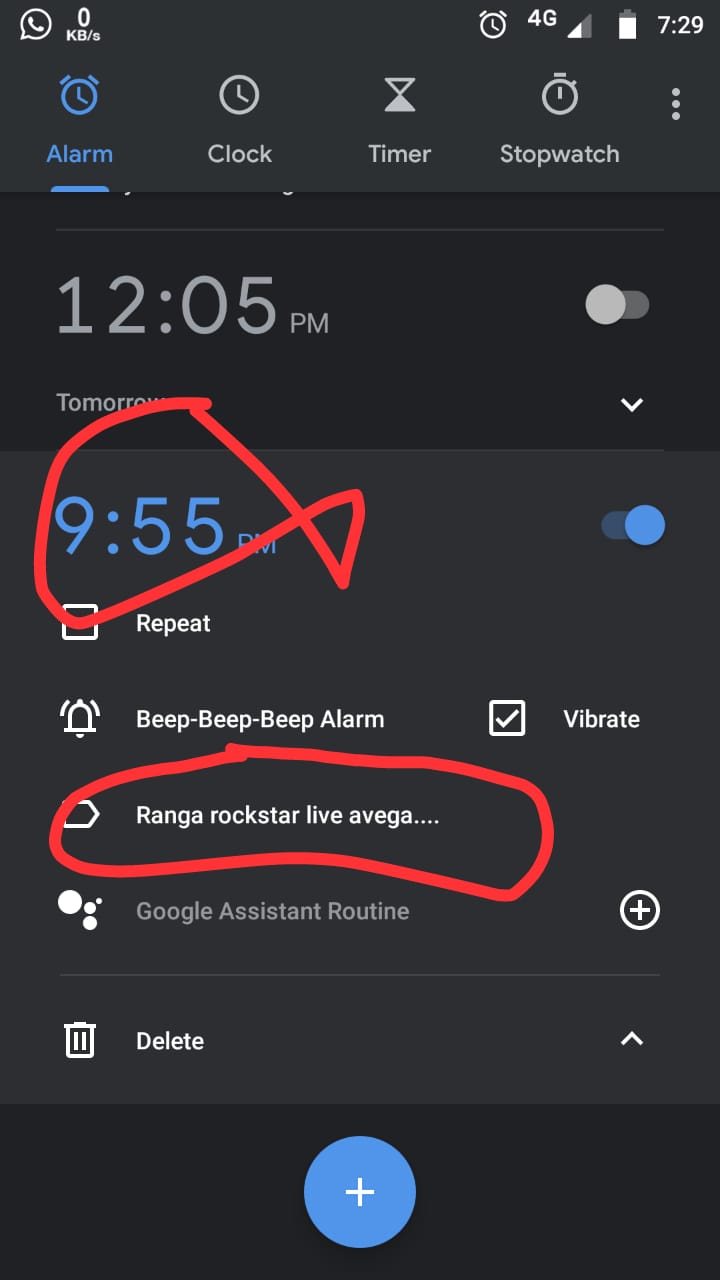 0
KB/s
4G
7:29
Alarm
Clock
Timer
Stopwatch
12:05 PM
Tomorrow
9:55 PM
Repeat
Beep-Beep-Beep Alarm
Vibrate
Ranga rockstar live avega....
Google Assistant Routine
Delete